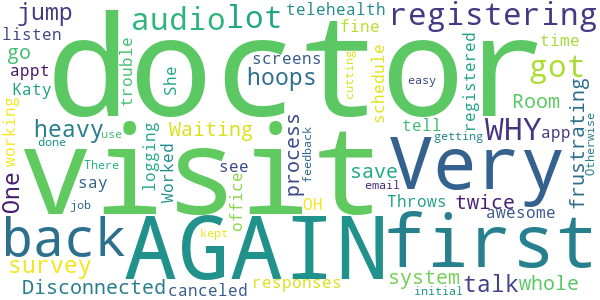 jump audio lot telehealth registering
listen fine
go trouble screens cutting schedule time
appt doctor got
Katy She hoops easy Room
working heavy Waiting process registered WHY app frustrating
logging visit tell Very getting Otherwise
done use There Worked see feedback save
One say office OH email Throws twice
job back AGAIN first awesome
survey kept system talk whole
Disconnected canceled responses initial